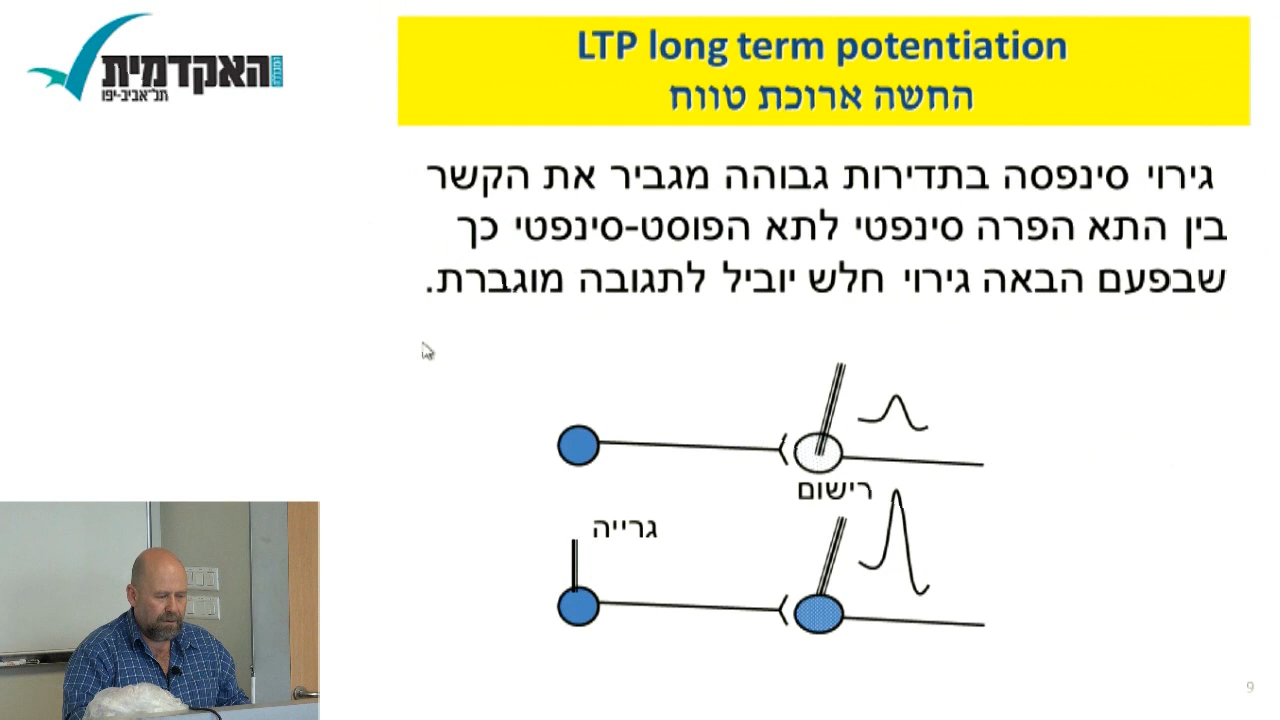 האקדמית
תל־אביב-יפו
LTP long term potentiation
החשה ארוכת טווח
גירוי סינפסה בתדירות גבוהה מגביר את הקשר
בין התא הפרה סינפטי לתא הפוסט-סינפטי כך
שבפעם הבאה גירוי חלש יוביל לתגובה מוגברת.
רישום
גרייה
9